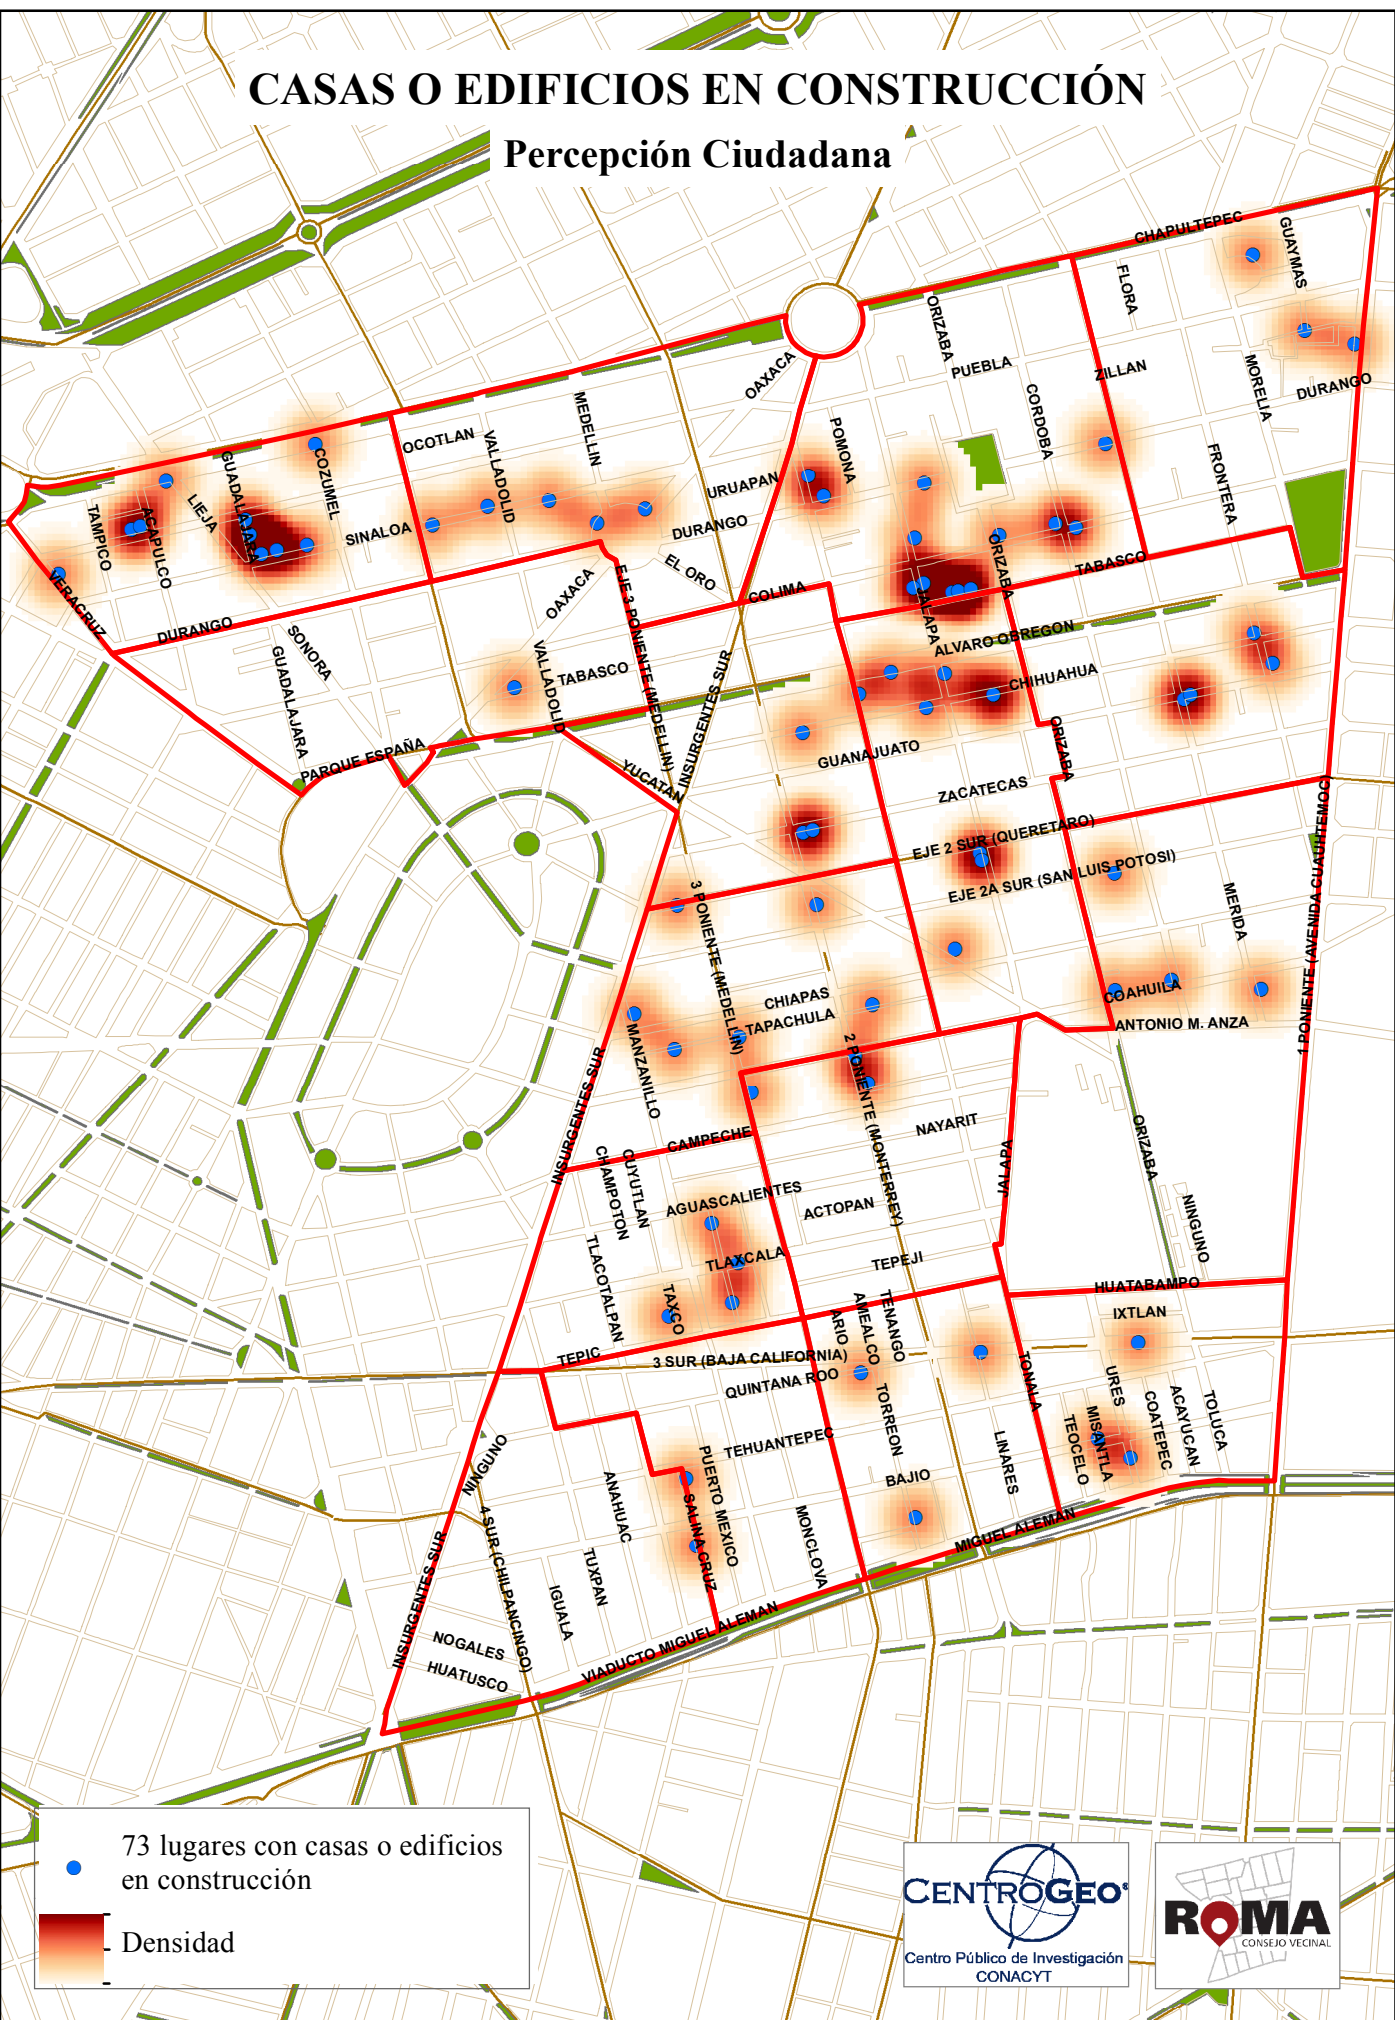 CASAS O EDIFICIOS EN CONSTRUCCIÓN
Percepción Ciudadana
CHAPULTEPEC
GUAYMAS
FLORA
ORIZABA
PUEBLA
ZILLAN
MORELIA
DURANGO
OAXACA
CORDOBA
MEDELLIN
POMONA
OCOTLAN
VALLADOLID
FRONTERA
COZUMEL
GUADALAJARA
LIEJA
URUAPAN
TAMPICO
ACAPULCO
SINALOA
DURANGO
ORIZABA
TABASCO
EL ORO
VERACRUZ
OAXACA
COLIMA
JALAPA
EJE 3 PONIENTE (MEDELLIN)
DURANGO
SONORA
ALVARO OBREGON
GUADALAJARA
VALLADOLID
TABASCO
INSURGENTES SUR
CHIHUAHUA
ORIZABA
PARQUE ESPAÑA
GUANAJUATO
YUCATAN
ZACATECAS
EJE 2 SUR (QUERETARO)
EJE 2A SUR (SAN LUIS POTOSI)
1 PONIENTE (AVENIDA CUAUHTEMOC)
3 PONIENTE (MEDELLIN)
MERIDA
CHIAPAS
COAHUILA
TAPACHULA
ANTONIO M. ANZA
MANZANILLO
2 PONIENTE (MONTERREY)
INSURGENTES SUR
NAYARIT
CAMPECHE
ORIZABA
JALAPA
CUYUTLAN
CHAMPOTON
AGUASCALIENTES
ACTOPAN
NINGUNO
TLAXCALA
TEPEJI
TLACOTALPAN
HUATABAMPO
TAXCO
IXTLAN
TENANGO
AMEALCO
ARIO
TEPIC
3 SUR (BAJA CALIFORNIA)
QUINTANA ROO
TONALA
URES
TORREON
COATEPEC
ACAYUCAN
TOLUCA
MISANTLA
TEOCELO
TEHUANTEPEC
LINARES
NINGUNO
PUERTO MEXICO
BAJIO
ANAHUAC
SALINA CRUZ
MONCLOVA
4 SUR (CHILPANCINGO)
MIGUEL ALEMAN
INSURGENTES SUR
TUXPAN
IGUALA
NOGALES
VIADUCTO MIGUEL ALEMAN
HUATUSCO
73 lugares con casas o edificios
en construcción
Densidad
CENTROGEO®
Centro Público de Investigación
CONACYT
ROMA
CONSEJO VECINAL